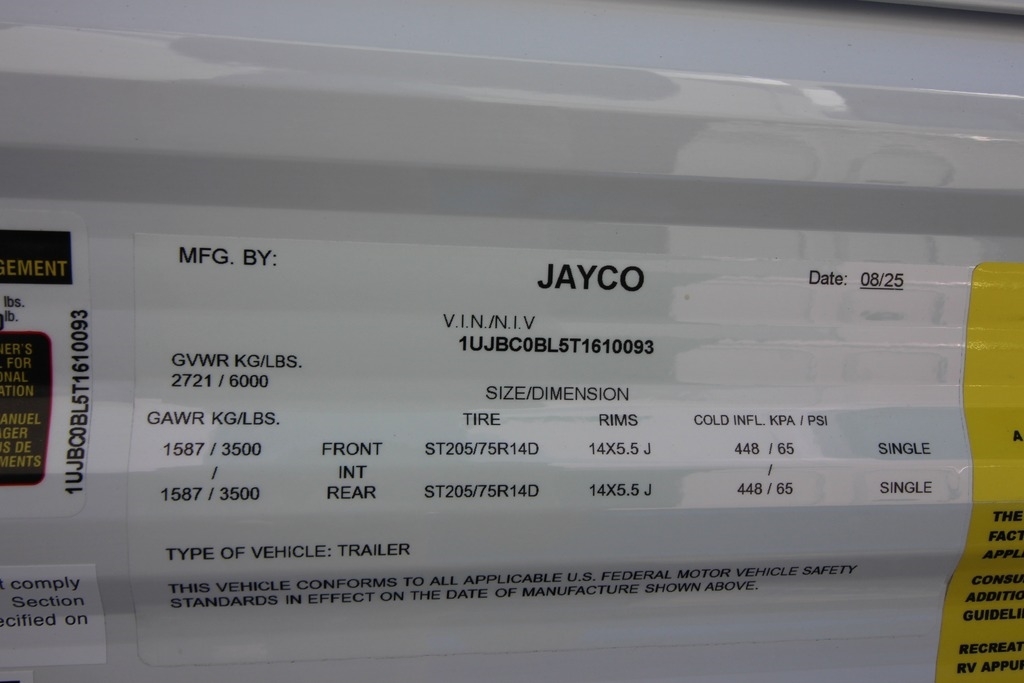 MFG. BY:
JAYCO
Date: 08/25
V.I.N./N.I.V
1UJBC0BL5T1610093
GVWR KG/LBS.
2721 / 6000
SIZE/DIMENSION
GAWR KG/LBS. TIRE RIMS COLD INFL. KPA / PSI
1587 / 3500 FRONT ST205/75R14D 14X5.5 J 448 / 65 SINGLE
/ INT /
1587 / 3500 REAR ST205/75R14D 14X5.5 J 448 / 65 SINGLE
TYPE OF VEHICLE: TRAILER
THIS VEHICLE CONFORMS TO ALL APPLICABLE U.S. FEDERAL MOTOR VEHICLE SAFETY
STANDARDS IN EFFECT ON THE DATE OF MANUFACTURE SHOWN ABOVE.
GEMENT
lbs.
lb.
NER'S
L FOR
ONAL
ATION
MANUEL
AGER
NS DE
MENTS
1UJBC0BL5T1610093
t comply
Section
ecified on
A
THE
FACT
APPL
CONSU
ADDITIO
GUIDELI
RECREAT
RV APPUR